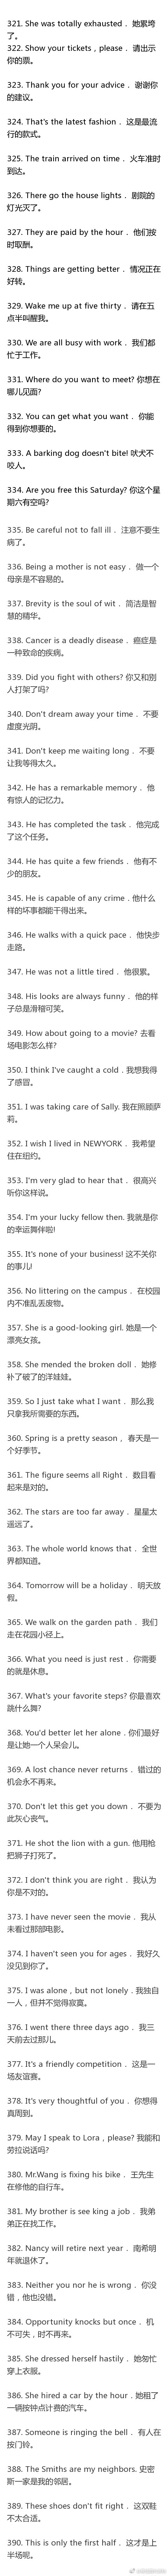 321. She was totally exhausted． 她累垮
了。
322. Show your tickets，please． 请出示
你的票。
323. Thank you for your advice． 谢谢你
的建议。
324. That's the latest fashion． 这是最流
行的款式。
325. The train arrived on time． 火车准时
到达。
326. There go the house lights． 剧院的
灯光灭了。
327. They are paid by the hour． 他们按
时取酬。
328. Things are getting better． 情况正在
好转。
329. Wake me up at five thirty． 请在五
点半叫醒我。
330. We are all busy with work． 我们都
忙于工作。
331. Where do you want to meet? 你想在
哪儿见面?
332. You can get what you want． 你能
得到你想要的。
333. A barking dog doesn't bite! 吠犬不
咬人。
334. Are you free this Saturday? 你这个星
期六有空吗?
335. Be careful not to fall ill． 注意不要生
病了。
336. Being a mother is not easy． 做一个
母亲是不容易的。
337. Brevity is the soul of wit． 简洁是智
慧的精华。
338. Cancer is a deadly disease． 癌症是
一种致命的疾病。
339. Did you fight with others? 你又和别
人打架了吗?
340. Don't dream away your time． 不要
虚度光阴。
341. Don't keep me waiting long． 不要
让我等得太久。
342. He has a remarkable memory． 他
有惊人的记忆力。
343. He has completed the task． 他完成
了这个任务。
344. He has quite a few friends． 他有不
少的朋友。
345. He is capable of any crime．他什么
样的坏事都能干得出来。
346. He walks with a quick pace． 他快步
走路。
347. He was not a little tired． 他很累。
348. His looks are always funny． 他的样
子总是滑稽可笑。
349. How about going to a movie? 去看
场电影怎么样?
350. I think I've caught a cold．我想我得
了感冒。
351. I was taking care of Sally. 我在照顾萨
莉。
352. I wish I lived in NEWYORK． 我希望
住在纽约。
353. I'm very glad to hear that． 很高兴
听你这样说。
354. I'm your lucky fellow then. 我就是你
的幸运舞伴啦!
355. It's none of your business! 这不关你
的事儿!
356. No littering on the campus． 在校园
内不准乱丢废物。
357. She is a good-looking girl. 她是一个
漂亮女孩。
358. She mended the broken doll． 她修
补了破了的洋娃娃。
359. So I just take what I want． 那么我
只拿我所需要的东西。
360. Spring is a pretty season， 春天是一
个好季节。
361. The figure seems all Right． 数目看
起来是对的。
362. The stars are too far away． 星星太
遥远了。
363. The whole world knows that． 全世
界都知道。
364. Tomorrow will be a holiday． 明天放
假。
365. We walk on the garden path． 我们
走在花园小径上。
366. What you need is just rest． 你需要
的就是休息。
367. What's your favorite steps? 你最喜欢
跳什么舞?
368. You'd better let her alone．你们最好
是让她一个人呆会儿。
369. A lost chance never returns． 错过的
机会永不再来。
370. Don't let this get you down． 不要为
此灰心丧气。
371. He shot the lion with a gun. 他用枪
把狮子打死了。
372. I don't think you are right． 我认为
你是不对的。
373. I have never seen the movie． 我从
未看过那部电影。
374. I haven't seen you for ages． 我好久
没见到你了。
375. I was alone，but not lonely．我独自
一人，但并不觉得寂寞。
376. I went there three days ago． 我三
天前去过那儿。
377. It's a friendly competition． 这是一
场友谊赛。
378. It's very thoughtful of you． 你想得
真周到。
379. May I speak to Lora，please? 我能和
劳拉说话吗?
380. Mr.Wang is fixing his bike． 王先生
在修他的自行车。
381. My brother is see king a job． 我弟
弟正在找工作。
382. Nancy will retire next year． 南希明
年就退休了。
383. Neither you nor he is wrong． 你没
错，他也没错。
384. Opportunity knocks but once． 机
不可失，时不再来。
385. She dressed herself hastily． 她匆忙
穿上衣服。
386. She hired a car by the hour．她租了
一辆按钟点计费的汽车。
387. Someone is ringing the bell． 有人在
按门铃。
388. The Smiths are my neighbors. 史密
斯一家是我的邻居。
389. These shoes don't fit right． 这双鞋
不太合适。
390. This is only the first half． 这才是上
半场呢。